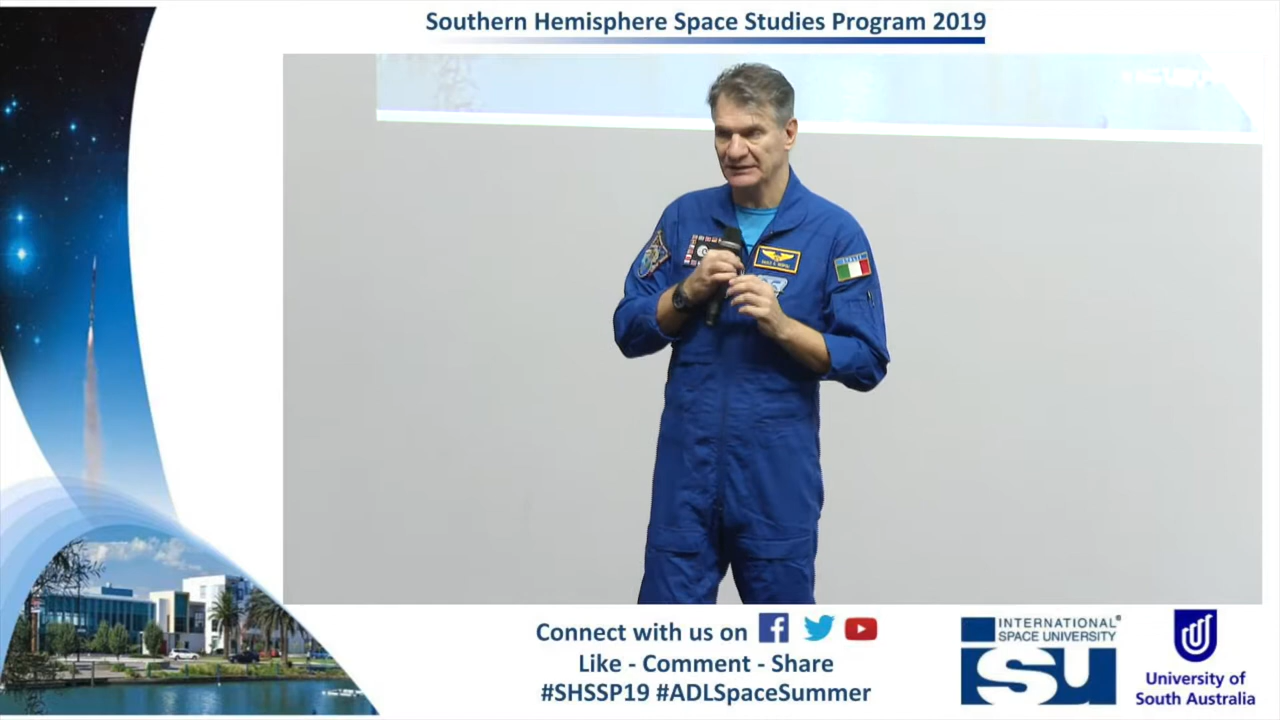 Southern Hemisphere Space Studies Program 2019
Connect with us on
Like - Comment - Share
#SHSSP19 #ADLSpaceSummer
INTERNATIONAL®
SPACE UNIVERSITY
iSU
University of
South Australia